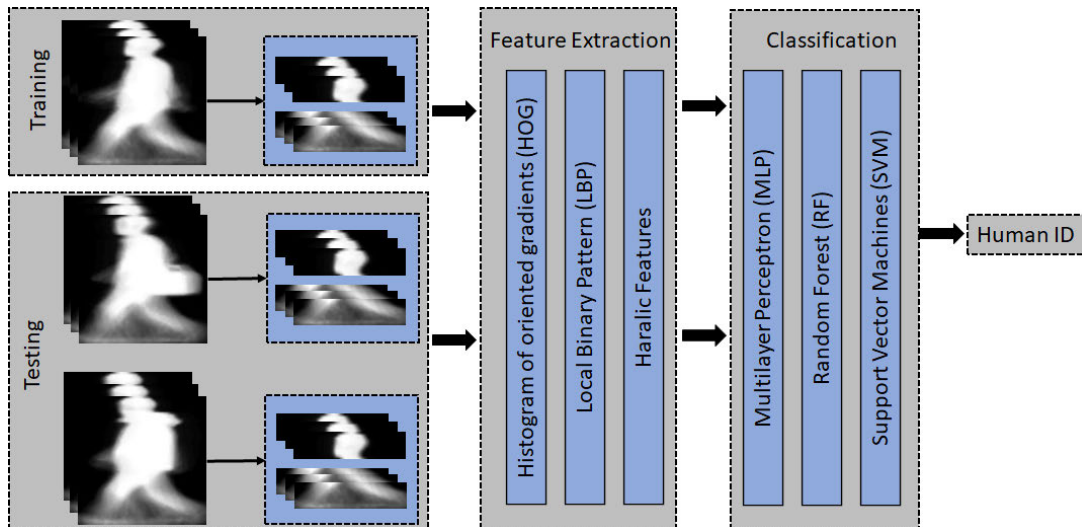 Training
Testing
Feature Extraction
Histogram of oriented gradients (HOG)
Local Binary Pattern (LBP)
Haralic Features
Classification
Multilayer Perceptron (MLP)
Random Forest (RF)
Support Vector Machines (SVM)
Human ID